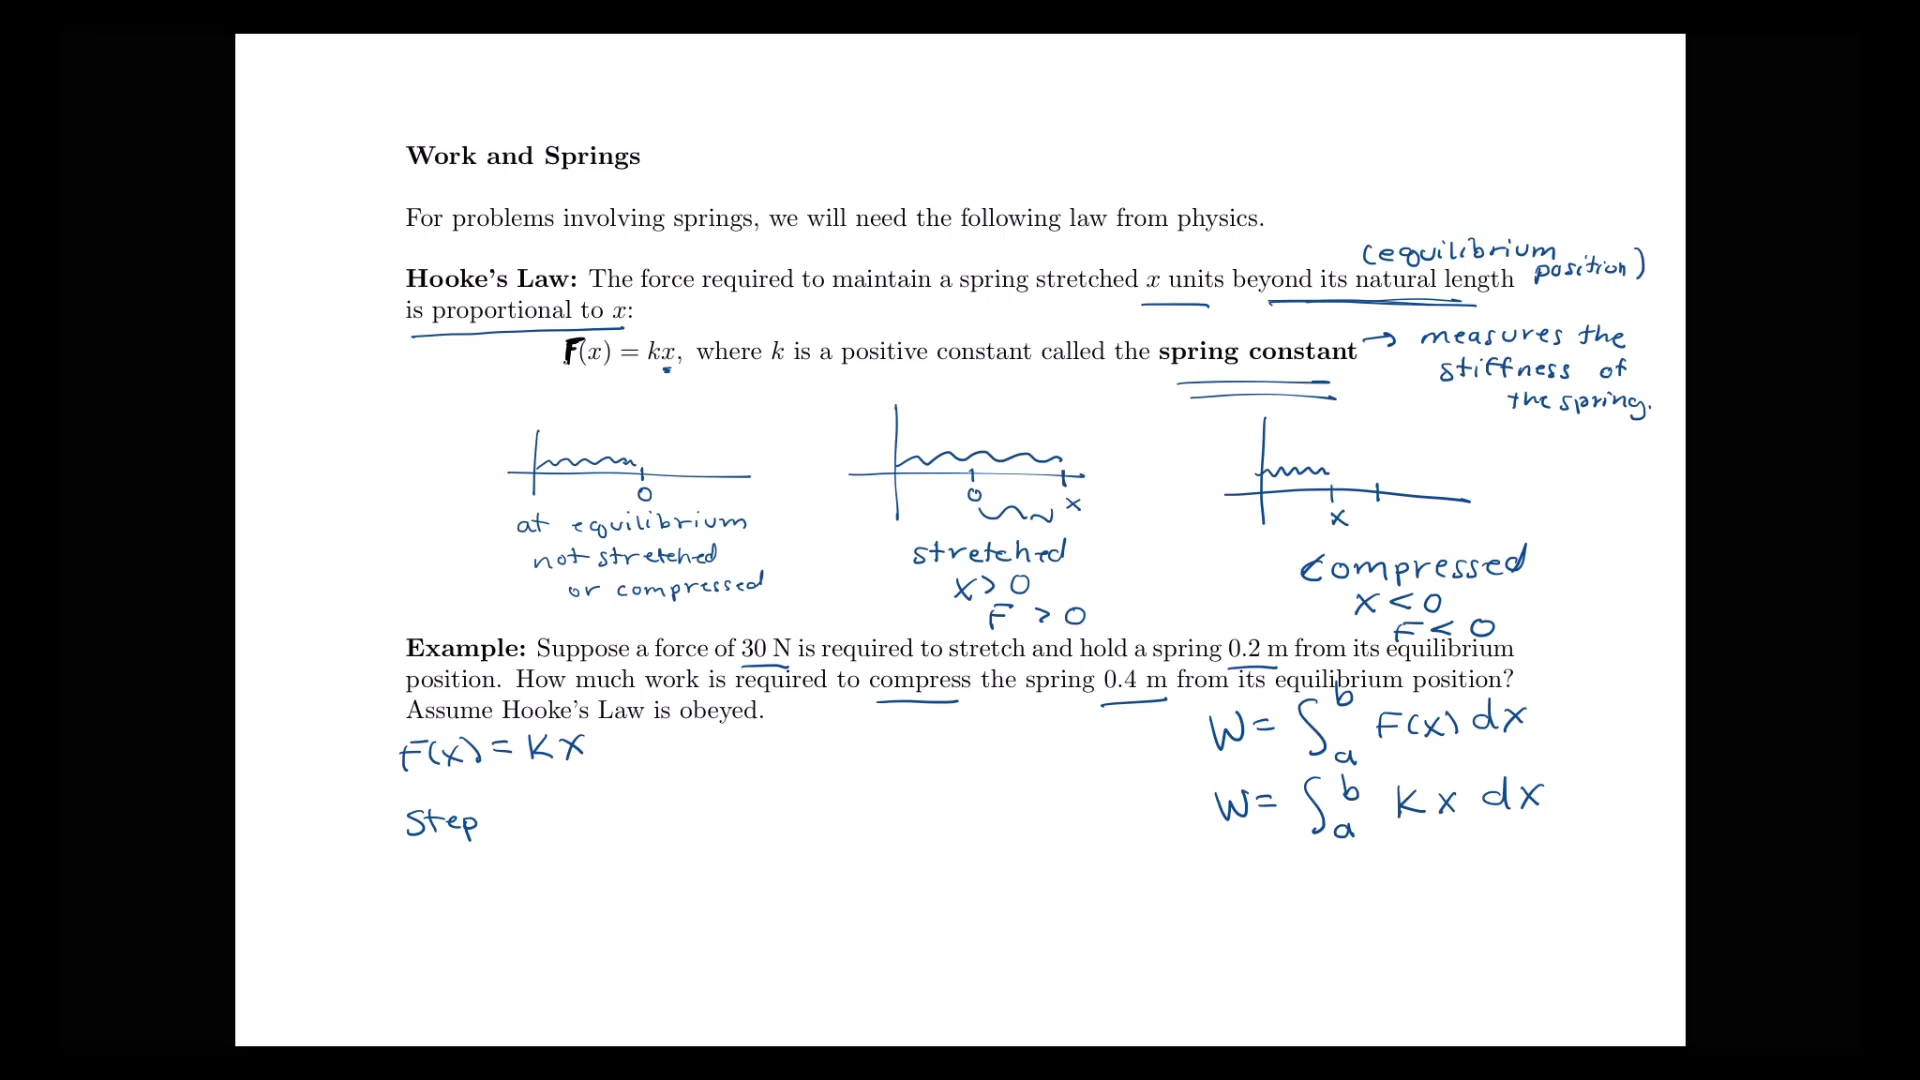 Work and Springs
For problems involving springs, we will need the following law from physics.
(equilibrium
position)
Hooke's Law: The force required to maintain a spring stretched x units beyond its natural length
is proportional to x:
F(x) = kx, where k is a positive constant called the spring constant
→ measures the
stiffness of
the spring.
0
at equilibrium
not stretched
or compressed
0
x
stretched
x > 0
F > 0
x
compressed
x < 0
F < 0
Example: Suppose a force of 30 N is required to stretch and hold a spring 0.2 m from its equilibrium
position. How much work is required to compress the spring 0.4 m from its equilibrium position?
Assume Hooke's Law is obeyed.
F(x) = kx
W = ∫_a^b F(x) dx
W = ∫_a^b kx dx
Step